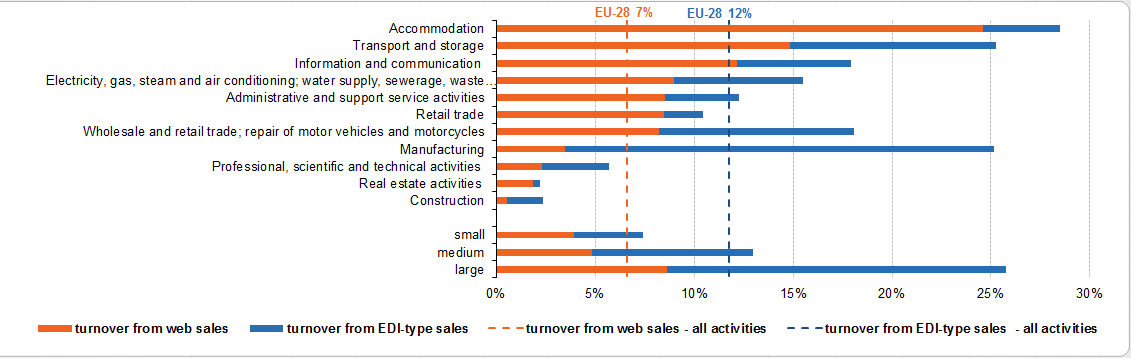 EU-28 7% EU-28 12%
Accommodation
Transport and storage
Information and communication
Electricity, gas, steam and air conditioning; water supply, sewerage, waste...
Administrative and support service activities
Retail trade
Wholesale and retail trade; repair of motor vehicles and motorcycles
Manufacturing
Professional, scientific and technical activities
Real estate activities
Construction
small
medium
large
0% 5% 10% 15% 20% 25% 30%
turnover from web sales turnover from EDI-type sales turnover from web sales - all activities turnover from EDI-type sales - all activities